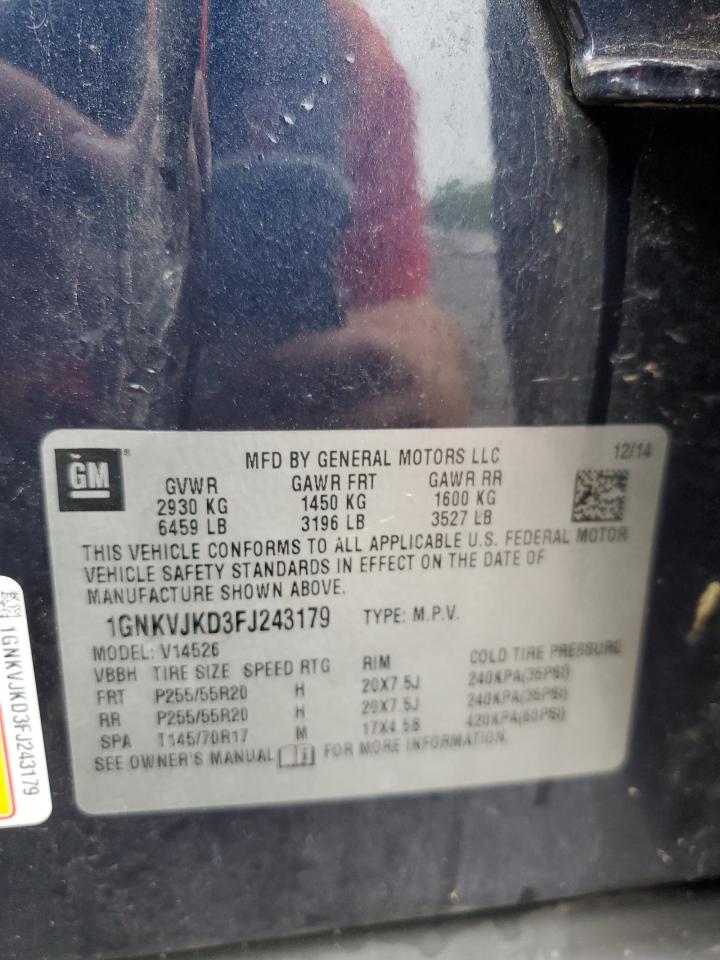 GM ® MFD BY GENERAL MOTORS LLC 12/14
GVWR GAWR FRT GAWR RR
2930 KG 1450 KG 1600 KG
6459 LB 3196 LB 3527 LB
THIS VEHICLE CONFORMS TO ALL APPLICABLE U.S. FEDERAL MOTOR
VEHICLE SAFETY STANDARDS IN EFFECT ON THE DATE OF
MANUFACTURE SHOWN ABOVE.
1GNKVJKD3FJ243179 TYPE: M.P.V.
MODEL: V14526
VBBH TIRE SIZE SPEED RTG RIM COLD TIRE PRESSURE
FRT P255/55R20 H 20X7.5J 240KPA(35PSI)
RR P255/55R20 H 20X7.5J 240KPA(35PSI)
SPA T145/70R17 M 17X4.5B 420KPA(60PSI)
SEE OWNER'S MANUAL FOR MORE INFORMATION.
1GNKVJKD3FJ243179